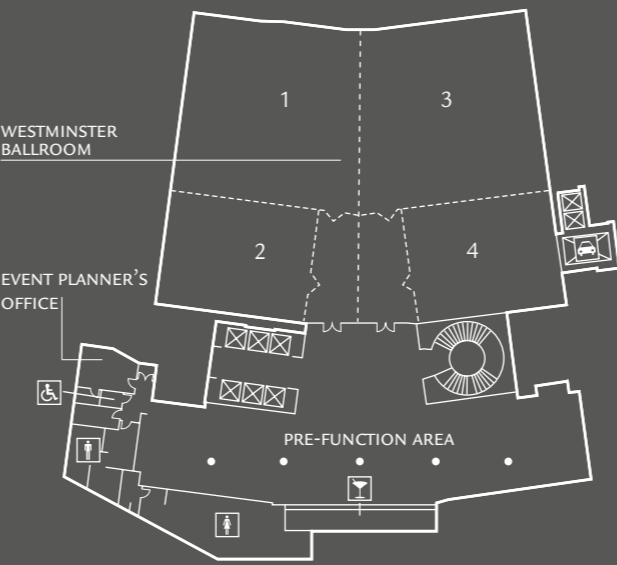 1
3
WESTMINSTER
BALLROOM
2
4
EVENT PLANNER’S
OFFICE
PRE-FUNCTION AREA